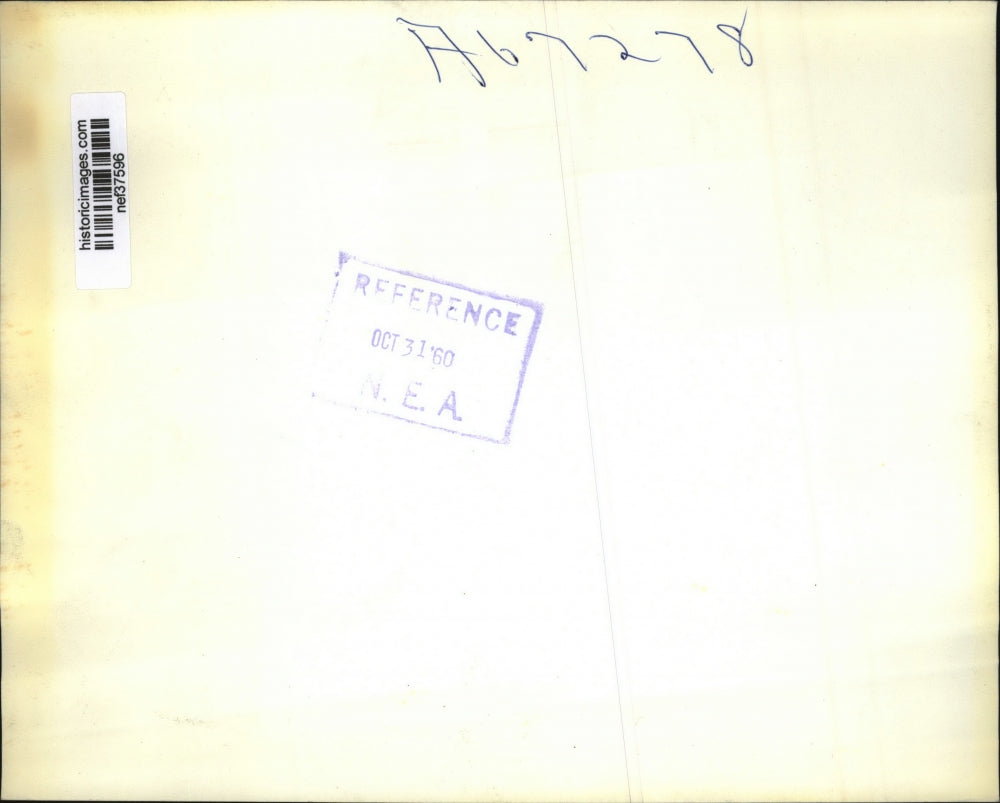 A67278
historicimages.com
nef37596
REFERENCE
OCT 31 '60
N. E. A.